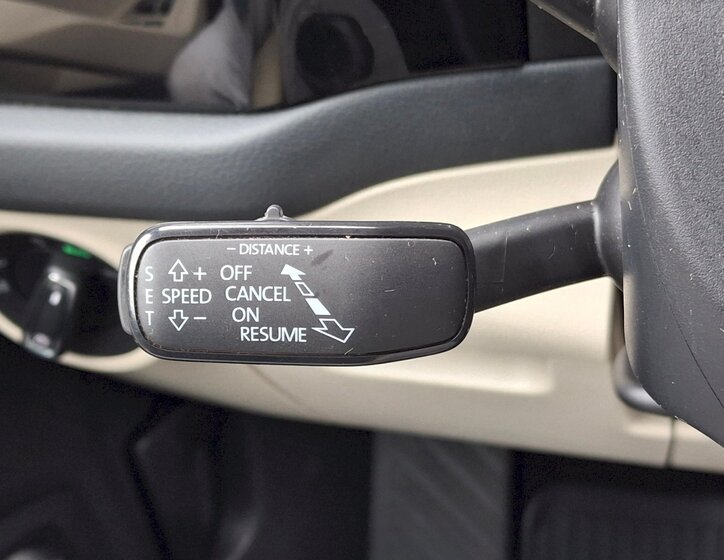 − DISTANCE +
S + OFF
E SPEED CANCEL
T − ON
RESUME